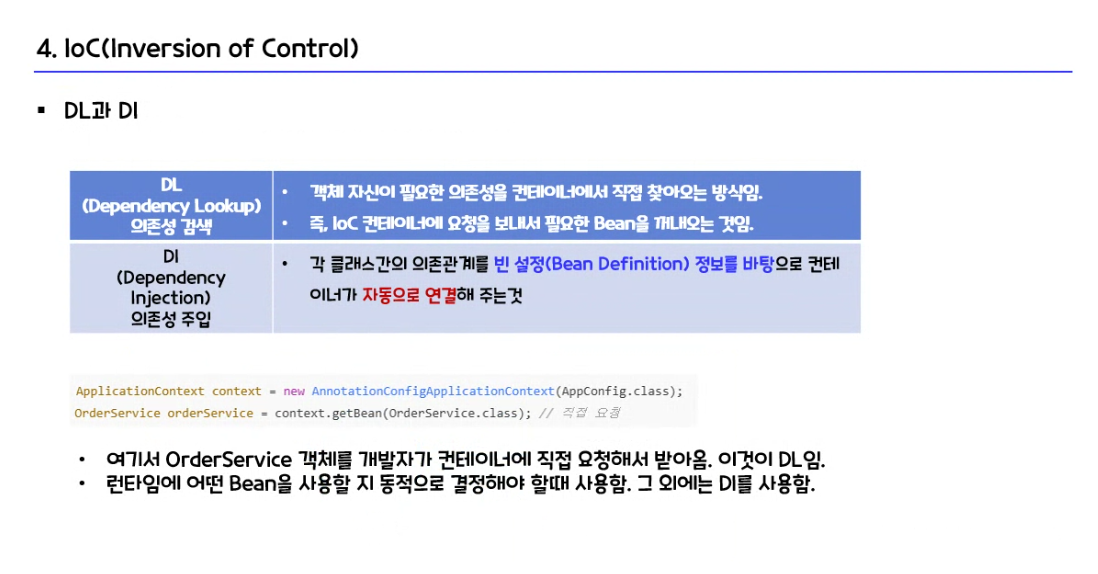 4. IoC(Inversion of Control)
▪ DL과 DI
DL
(Dependency Lookup)
의존성 검색
• 객체 자신이 필요한 의존성을 컨테이너에서 직접 찾아오는 방식임.
• 즉, IoC 컨테이너에 요청을 보내서 필요한 Bean을 꺼내오는 것임.
DI
(Dependency
Injection)
의존성 주입
• 각 클래스간의 의존관계를 빈 설정(Bean Definition) 정보를 바탕으로 컨테
이너가 자동으로 연결해 주는것
ApplicationContext context = new AnnotationConfigApplicationContext(AppConfig.class);
OrderService orderService = context.getBean(OrderService.class); // 직접 요청
• 여기서 OrderService 객체를 개발자가 컨테이너에 직접 요청해서 받아옴. 이것이 DL임.
• 런타임에 어떤 Bean을 사용할 지 동적으로 결정해야 할때 사용함. 그 외에는 DI를 사용함.